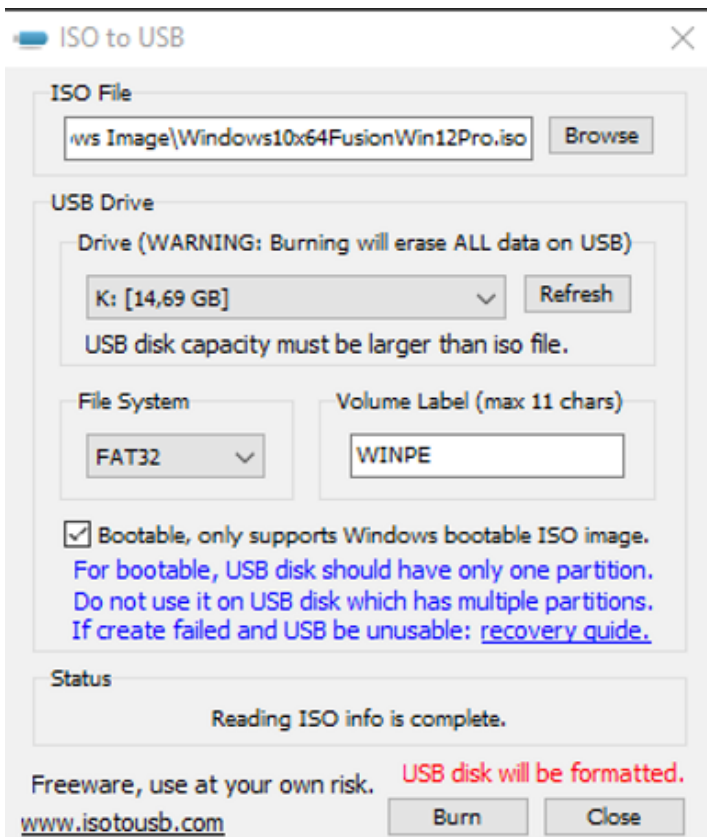 ISO to USB
ISO File
ws Image\Windows10x64FusionWin12Pro.iso
Browse
USB Drive
Drive (WARNING: Burning will erase ALL data on USB)
K: [14,69 GB]
Refresh
USB disk capacity must be larger than iso file.
File System
Volume Label (max 11 chars)
FAT32
WINPE
Bootable, only supports Windows bootable ISO image.
For bootable, USB disk should have only one partition.
Do not use it on USB disk which has multiple partitions.
If create failed and USB be unusable: recovery guide.
Status
Reading ISO info is complete.
Freeware, use at your own risk.
USB disk will be formatted.
www.isotousb.com
Burn
Close